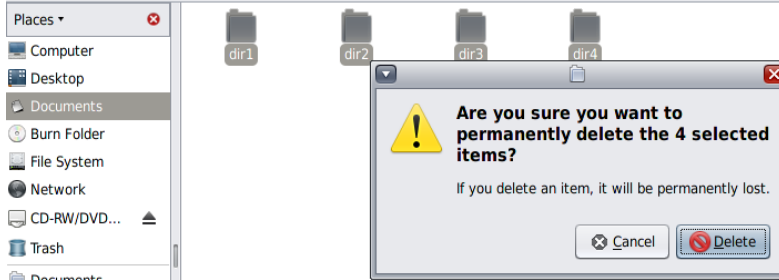 Places
Computer
Desktop
Documents
Burn Folder
File System
Network
CD-RW/DVD...
Trash
Documents
dir1
dir2
dir3
dir4
Are you sure you want to
permanently delete the 4 selected
items?
If you delete an item, it will be permanently lost.
Cancel
Delete